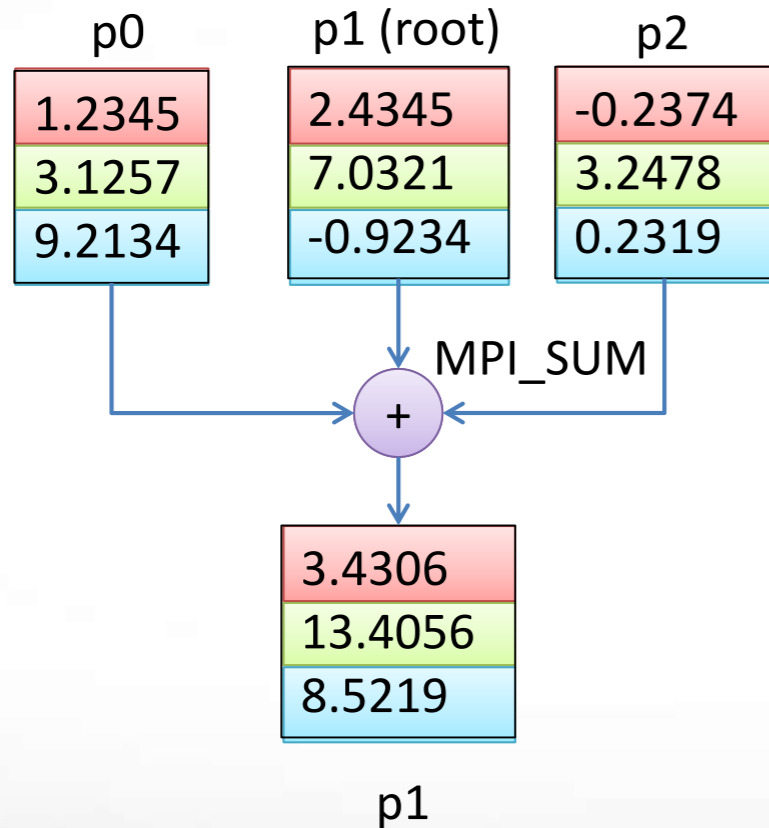 p0
p1 (root)
p2
1.2345
3.1257
9.2134
2.4345
7.0321
-0.9234
-0.2374
3.2478
0.2319
MPI_SUM
+
3.4306
13.4056
8.5219
p1